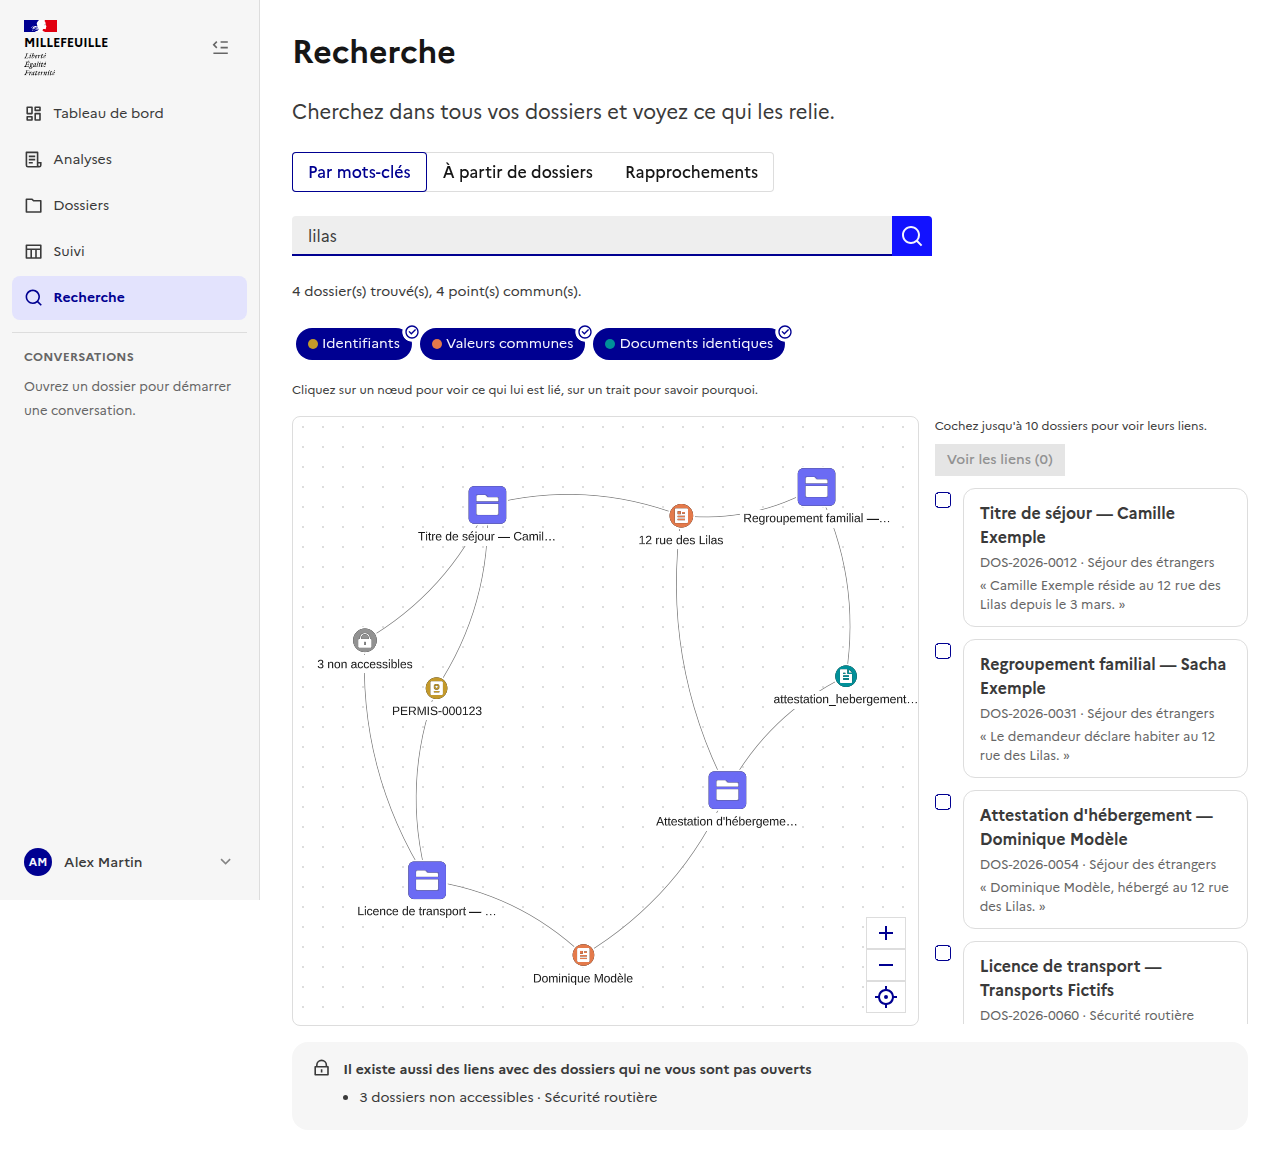 MILLEFEUILLE
Liberté
Égalité
Fraternité
Tableau de bord
Analyses
Dossiers
Suivi
Recherche
CONVERSATIONS
Ouvrez un dossier pour démarrer
une conversation.
AM Alex Martin
Recherche
Cherchez dans tous vos dossiers et voyez ce qui les relie.
Par mots-clés À partir de dossiers Rapprochements
lilas
4 dossier(s) trouvé(s), 4 point(s) commun(s).
Identifiants Valeurs communes Documents identiques
Cliquez sur un nœud pour voir ce qui lui est lié, sur un trait pour savoir pourquoi.
Titre de séjour — Camil…
12 rue des Lilas
Regroupement familial —…
3 non accessibles
PERMIS-000123
attestation_hebergement…
Attestation d'hébergeme…
Licence de transport — …
Dominique Modèle
Cochez jusqu'à 10 dossiers pour voir leurs liens.
Voir les liens (0)
Titre de séjour — Camille
Exemple
DOS-2026-0012 · Séjour des étrangers
« Camille Exemple réside au 12 rue des
Lilas depuis le 3 mars. »
Regroupement familial — Sacha
Exemple
DOS-2026-0031 · Séjour des étrangers
« Le demandeur déclare habiter au 12
rue des Lilas. »
Attestation d'hébergement —
Dominique Modèle
DOS-2026-0054 · Séjour des étrangers
« Dominique Modèle, hébergé au 12 rue
des Lilas. »
Licence de transport —
Transports Fictifs
DOS-2026-0060 · Sécurité routière
Il existe aussi des liens avec des dossiers qui ne vous sont pas ouverts
• 3 dossiers non accessibles · Sécurité routière